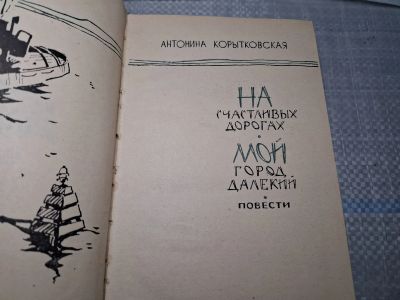 АНТОНИНА КОРЫТКОВСКАЯ
НА
СЧАСТЛИВЫХ
ДОРОГАХ
МОЙ
ГОРОД
ДАЛЕКИЙ
ПОВЕСТИ